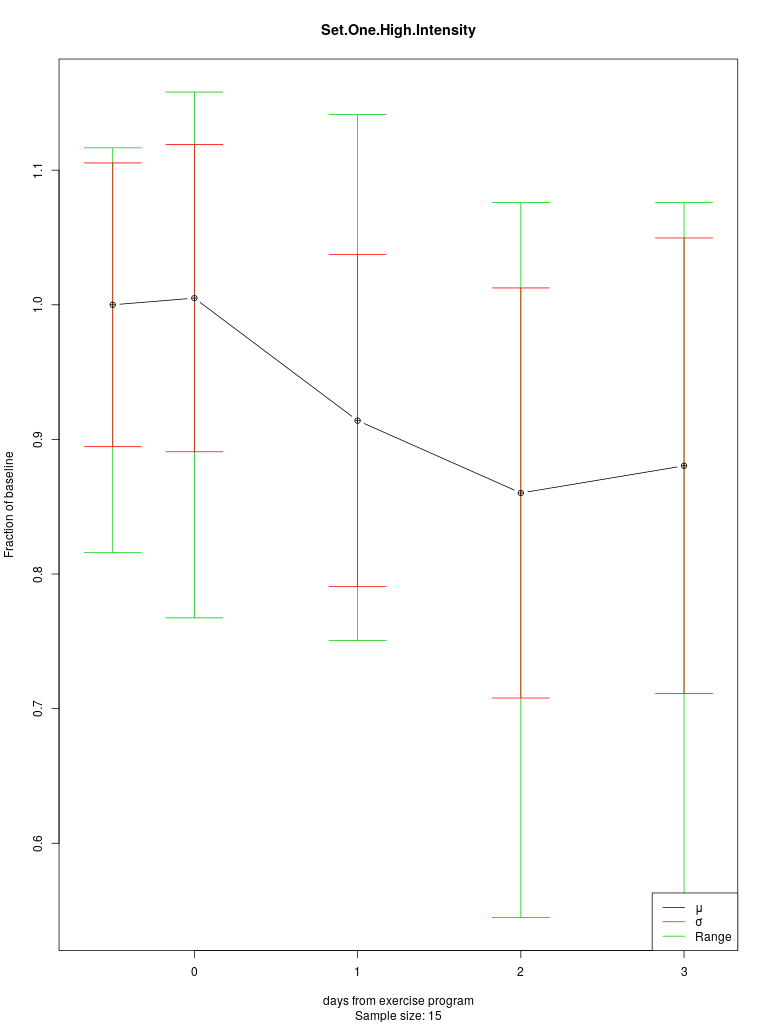 Set.One.High.Intensity
Fraction of baseline
1.1
1.0
0.9
0.8
0.7
0.6
μ
σ
Range
0 1 2 3
days from exercise program
Sample size: 15